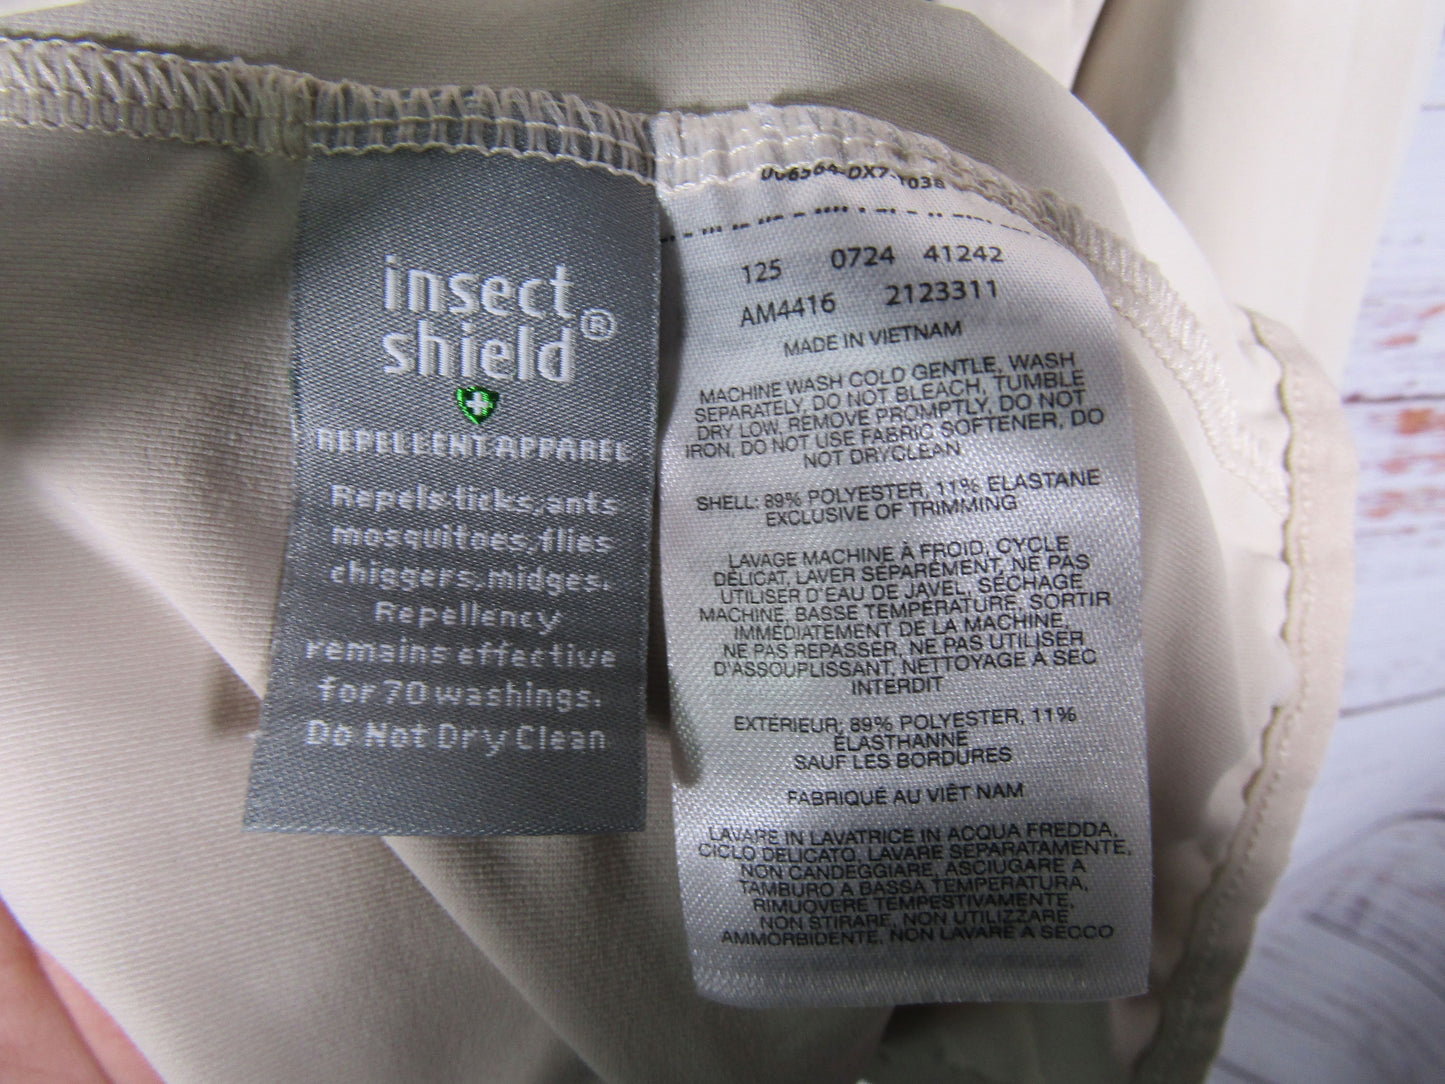 insect
shield®
REPELLENT APPAREL
Repels ticks, ants
mosquitoes, flies
chiggers, midges.
Repellency
remains effective
for 70 washings.
Do Not Dry Clean
006564-DX7-1038
125 0724 41242
AM4416 2123311
MADE IN VIETNAM
MACHINE WASH COLD GENTLE, WASH
SEPARATELY, DO NOT BLEACH, TUMBLE
DRY LOW, REMOVE PROMPTLY, DO NOT
IRON, DO NOT USE FABRIC SOFTENER, DO
NOT DRYCLEAN
SHELL: 89% POLYESTER, 11% ELASTANE
EXCLUSIVE OF TRIMMING
LAVAGE MACHINE À FROID, CYCLE
DÉLICAT, LAVER SÉPARÉMENT, NE PAS
UTILISER D'EAU DE JAVEL, SÉCHAGE
MACHINE, BASSE TEMPÉRATURE, SORTIR
IMMÉDIATEMENT DE LA MACHINE,
NE PAS REPASSER, NE PAS UTILISER
D'ASSOUPLISSANT, NETTOYAGE A SEC
INTERDIT
EXTÉRIEUR: 89% POLYESTER, 11%
ÉLASTHANNE
SAUF LES BORDURES
FABRIQUÉ AU VIÊT NAM
LAVARE IN LAVATRICE IN ACQUA FREDDA,
CICLO DELICATO, LAVARE SEPARATAMENTE,
NON CANDEGGIARE, ASCIUGARE A
TAMBURO A BASSA TEMPERATURA,
RIMUOVERE TEMPESTIVAMENTE,
NON STIRARE, NON UTILIZZARE
AMMORBIDENTE, NON LAVARE A SECCO